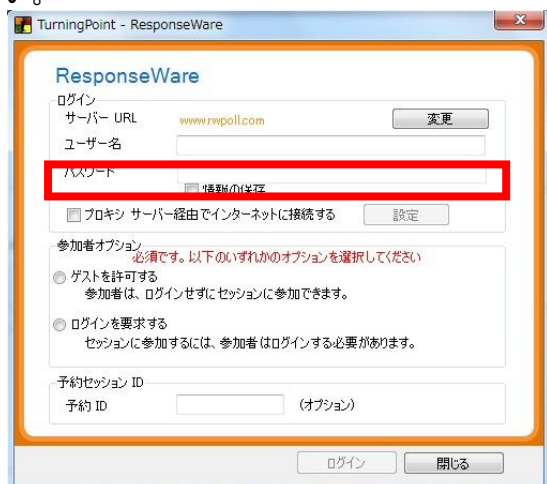 TurningPoint - ResponseWare
ResponseWare
ログイン
サーバー URL www.rwpoll.com 変更
ユーザー名
パスワード
情報の保存
プロキシ サーバー経由でインターネットに接続する 設定
参加者オプション
必須です。以下のいずれかのオプションを選択してください
ゲストを許可する
参加者は、ログインせずにセッションに参加できます。
ログインを要求する
セッションに参加するには、参加者はログインする必要があります。
予約セッション ID
予約 ID (オプション)
ログイン 閉じる